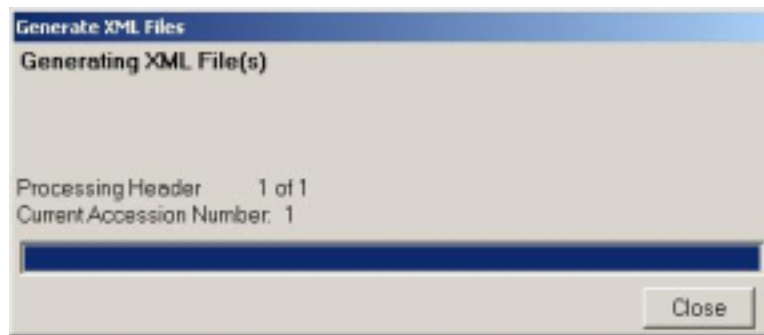 Generate XML Files
Generating XML File(s)
Processing Header 1 of 1
Current Accession Number: 1
Close